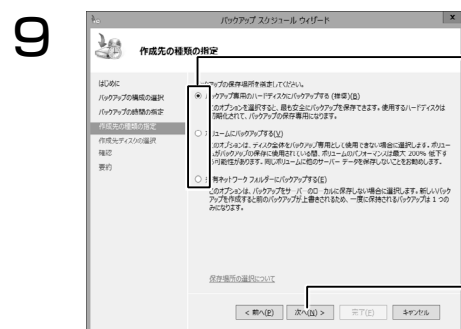 9
バックアップ スケジュール ウィザード
x
作成先の種類の指定
はじめに
バックアップの構成の選択
バックアップの時間の指定
作成先の種類の指定
作成先ディスクの選択
確認
要約
アップの保存場所を指定してください。
アップ専用のハードディスクにバックアップする (推奨)(B)
のオプションを選択すると、最も安全にバックアップを保存できます。使用するハードディスクは
期化されて、バックアップの保存専用になります。
リュームにバックアップする(V)
のオプションは、ディスク全体をバックアップ専用として使用できない場合に選択します。ボリュー
がバックアップの保存に使用されている間、ボリュームのパフォーマンスは最大 200% 低下す
可能性があります。同じボリュームに他のサーバー データを保存しないことをお勧めします。
有ネットワーク フォルダーにバックアップする(E)
このオプションは、バックアップをサーバーのローカルに保存しない場合に選択します。新しいバック
アップを作成すると前のバックアップが上書きされるため、一度に保持されるバックアップは 1 つの
みになります。
保存場所の選択について
< 前へ(P)
次へ(N) >
完了(F)
キャンセル